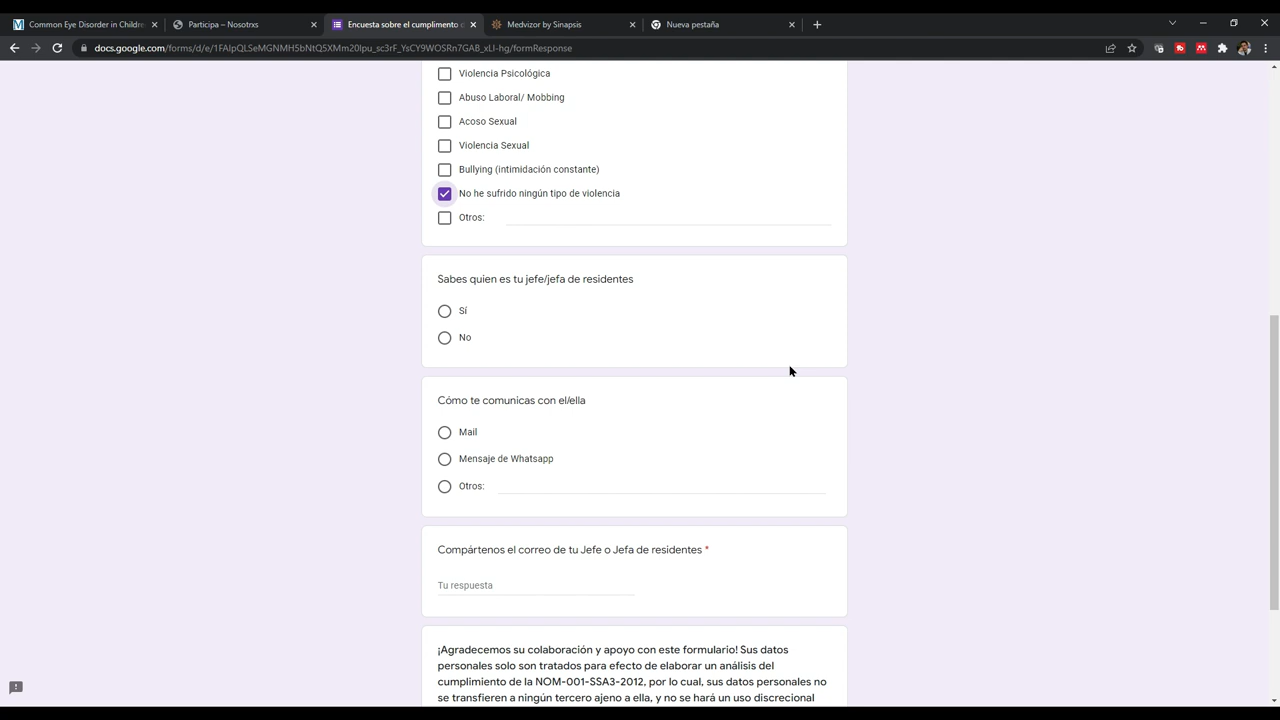 Common Eye Disorder in Childre
Participa – Nosotrxs
Encuesta sobre el cumplimento d
Medvizor by Sinapsis
Nueva pestaña
docs.google.com/forms/d/e/1FAIpQLSeMGNMH5bNtQ5XMm20lpu_sc3rF_YsCY9WOSRn7GAB_xLI-hg/formResponse
Violencia Psicológica
Abuso Laboral/ Mobbing
Acoso Sexual
Violencia Sexual
Bullying (intimidación constante)
No he sufrido ningún tipo de violencia
Otros:
Sabes quien es tu jefe/jefa de residentes
Sí
No
Cómo te comunicas con el/ella
Mail
Mensaje de Whatsapp
Otros:
Compártenos el correo de tu Jefe o Jefa de residentes *
Tu respuesta
¡Agradecemos su colaboración y apoyo con este formulario! Sus datos
personales solo son tratados para efecto de elaborar un análisis del
cumplimiento de la NOM-001-SSA3-2012, por lo cual, sus datos personales no
se transfieren a ningún tercero ajeno a ella, y no se hará un uso discrecional